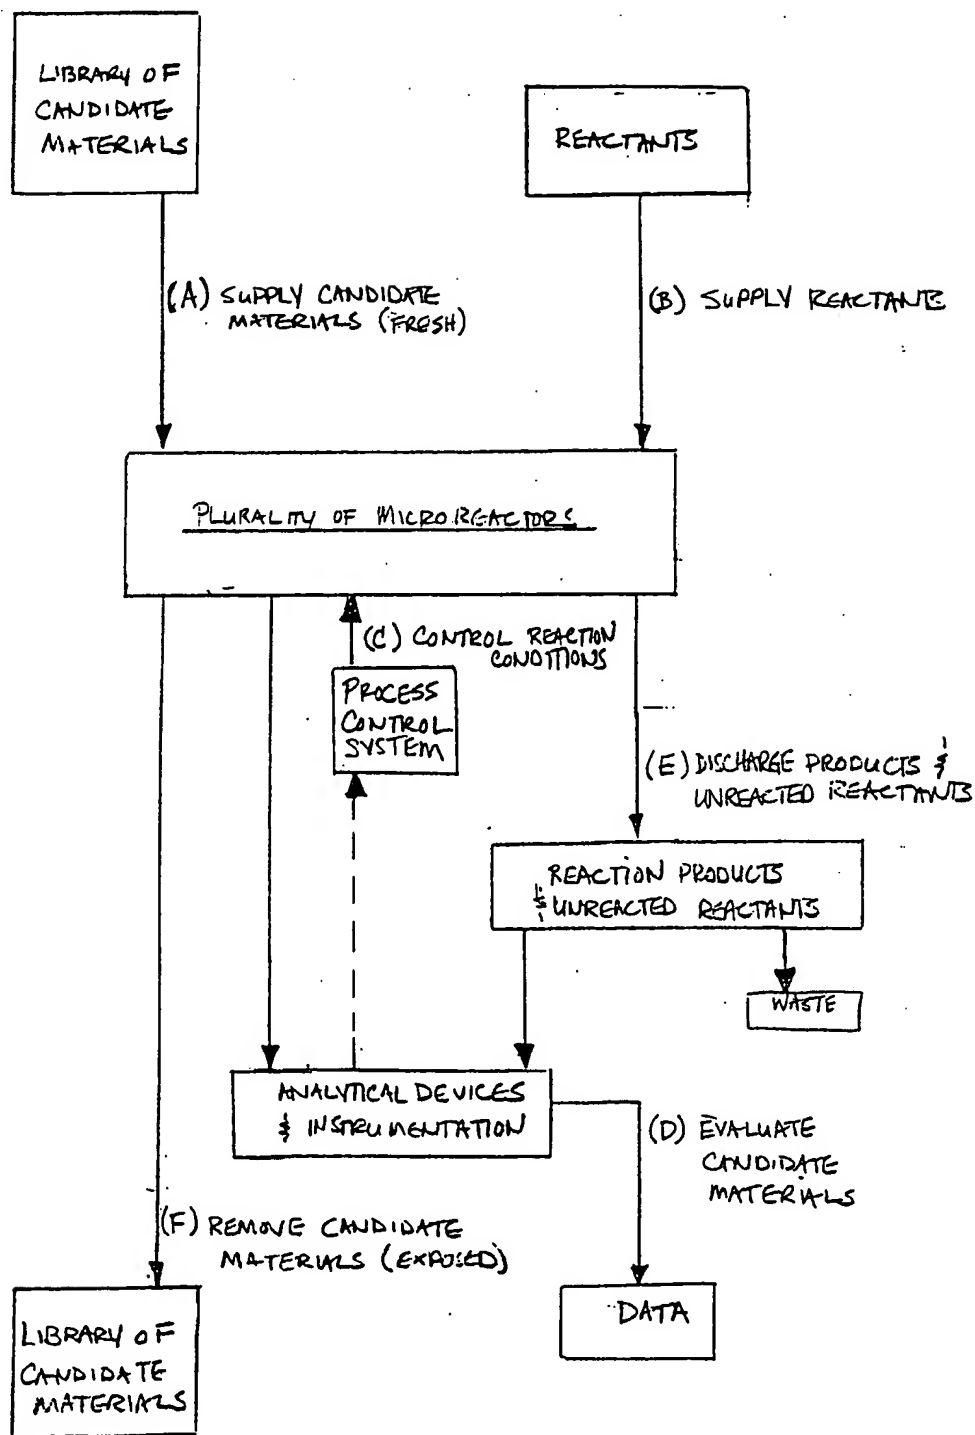 LIBRARY OF
CANDIDATE
MATERIALS
REACTANTS
(A) SUPPLY CANDIDATE
MATERIALS (FRESH)
(B) SUPPLY REACTANTS
PLURALITY OF MICROREACTORS
(C) CONTROL REACTION
CONDITIONS
PROCESS
CONTROL
SYSTEM
(E) DISCHARGE PRODUCTS &
UNREACTED REACTANTS
REACTION PRODUCTS
& UNREACTED REACTANTS
WASTE
ANALYTICAL DEVICES
& INSTRUMENTATION
(D) EVALUATE
CANDIDATE
MATERIALS
(F) REMOVE CANDIDATE
MATERIALS (EXPOSED)
DATA
LIBRARY OF
CANDIDATE
MATERIALS